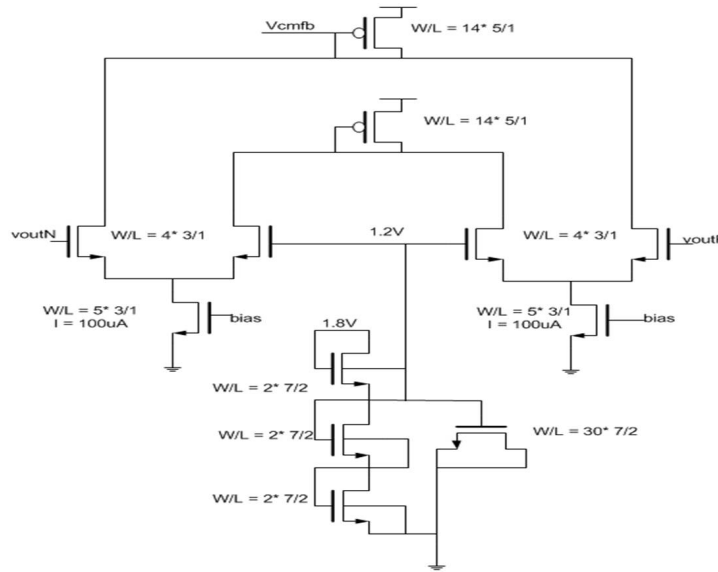 Vcmfb
W/L = 14* 5/1
W/L = 14* 5/1
voutN
W/L = 4* 3/1
1.2V
W/L = 4* 3/1
W/L = 5* 3/1
I = 100uA
bias
W/L = 5* 3/1
I = 100uA
bias
1.8V
W/L = 2* 7/2
W/L = 2* 7/2
W/L = 30* 7/2
W/L = 2* 7/2